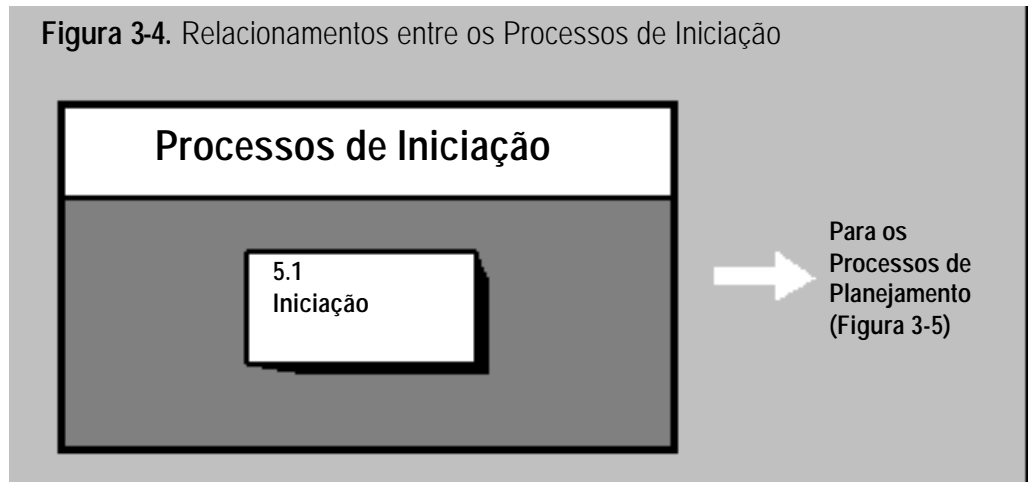 Figura 3-4. Relacionamentos entre os Processos de Iniciação
Processos de Iniciação
5.1
Iniciação
Para os
Processos de
Planejamento
(Figura 3-5)